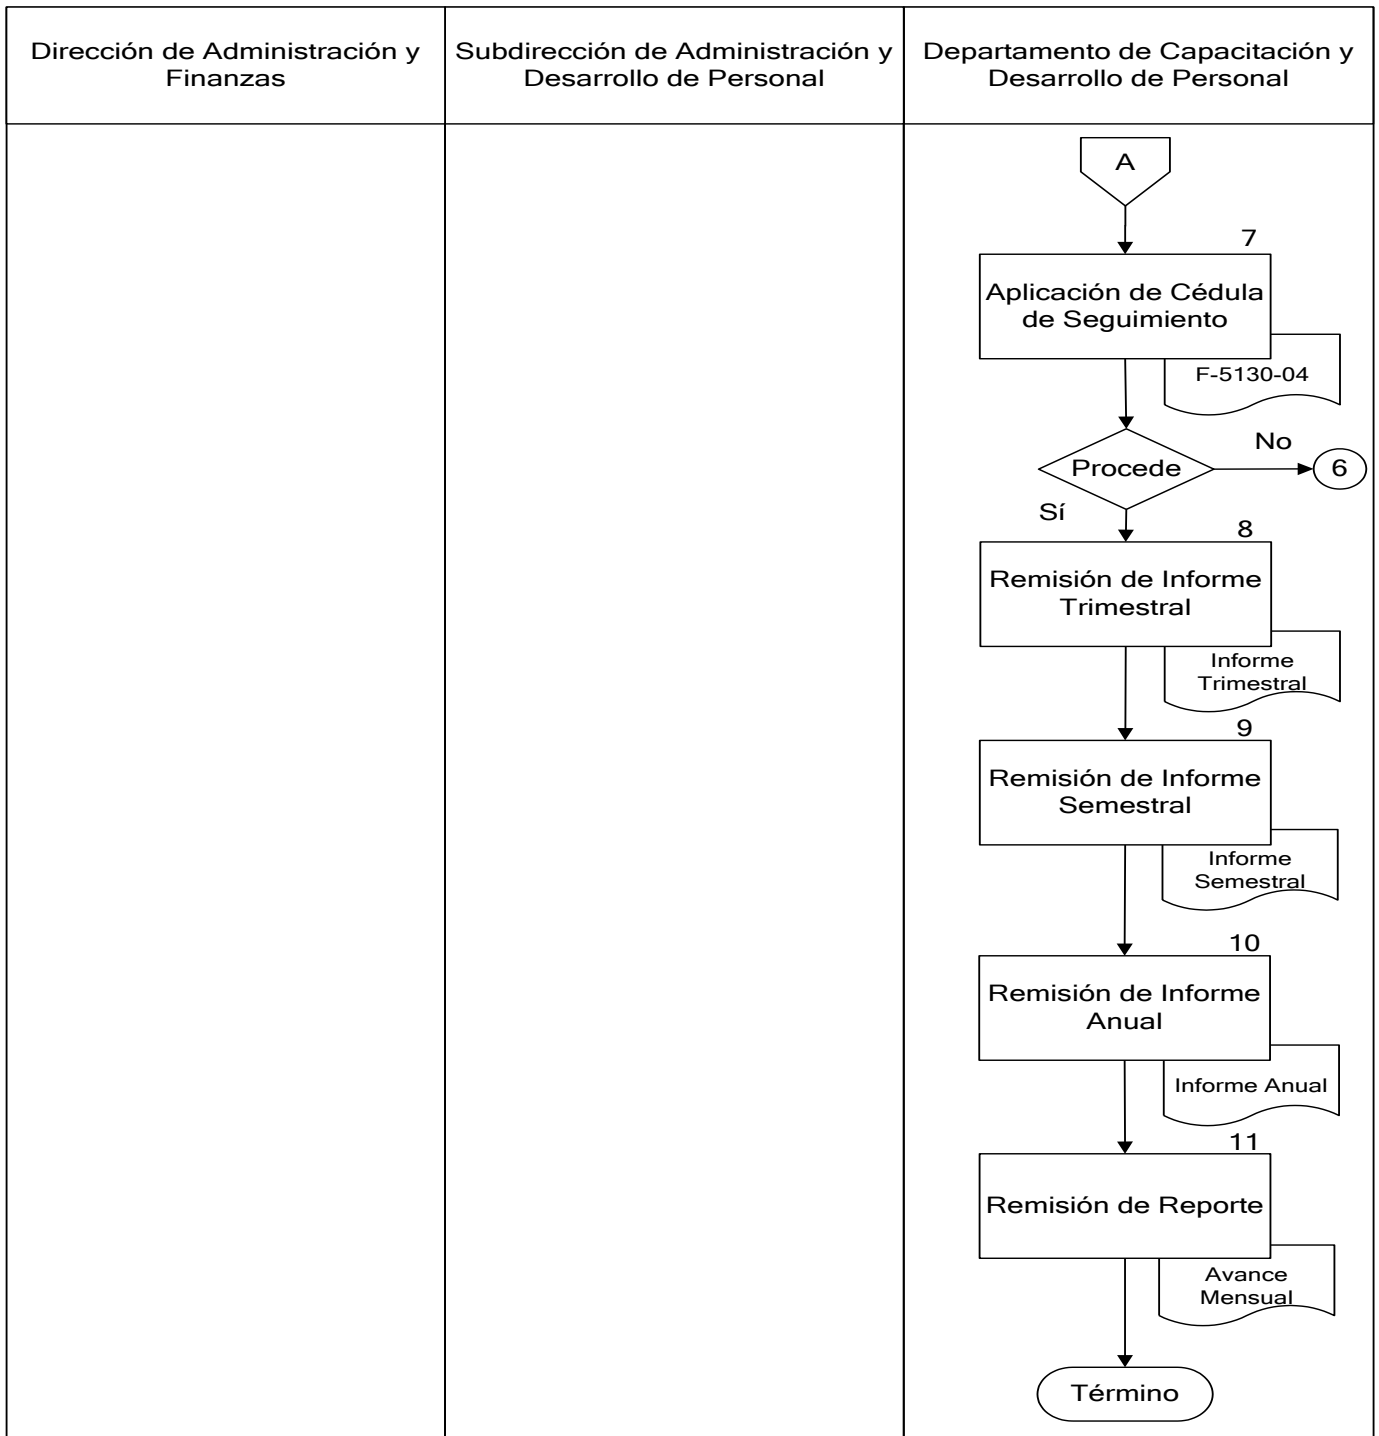 Dirección de Administración y
Finanzas
Subdirección de Administración y
Desarrollo de Personal
Departamento de Capacitación y
Desarrollo de Personal
A
7
Aplicación de Cédula
de Seguimiento
F-5130-04
Procede
No
6
Sí
8
Remisión de Informe
Trimestral
Informe
Trimestral
9
Remisión de Informe
Semestral
Informe
Semestral
10
Remisión de Informe
Anual
Informe Anual
11
Remisión de Reporte
Avance
Mensual
Término